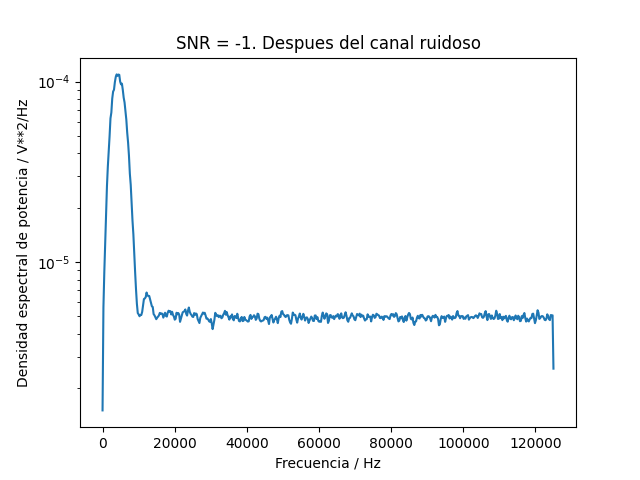 SNR = -1. Despues del canal ruidoso
10⁻⁴
10⁻⁵
Densidad espectral de potencia / V**2/Hz
0 20000 40000 60000 80000 100000 120000
Frecuencia / Hz